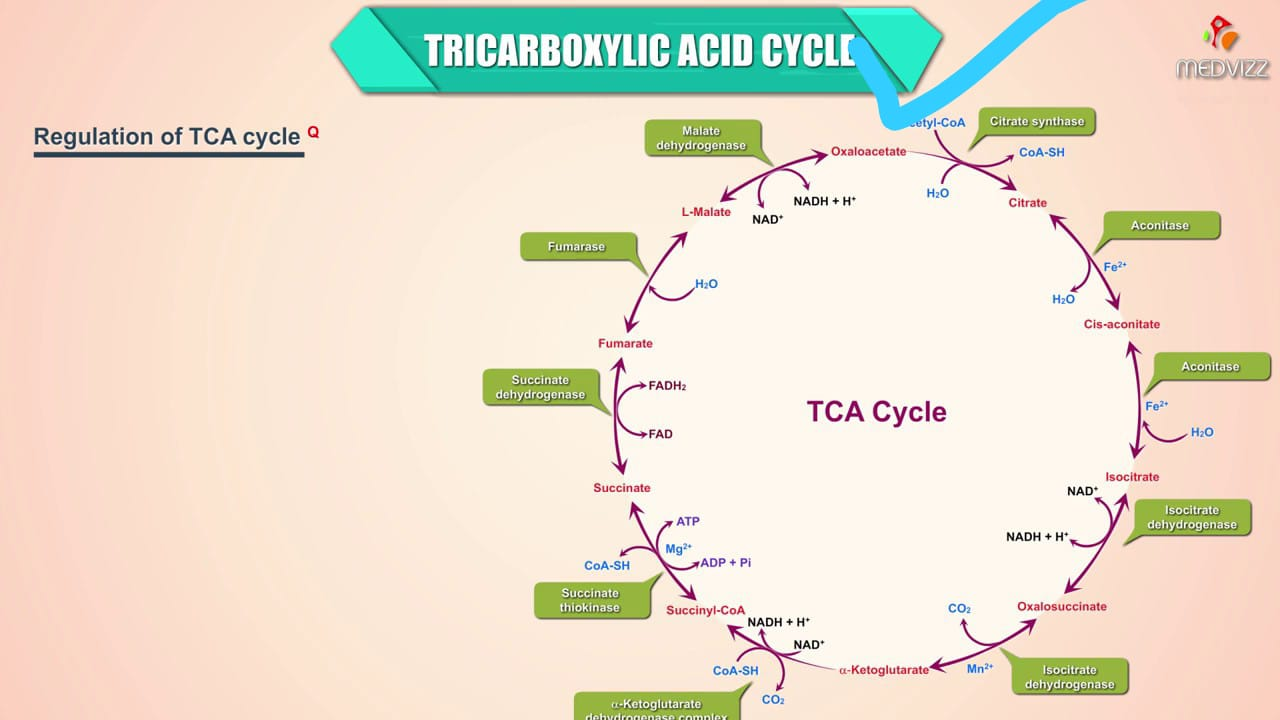 TRICARBOXYLIC ACID CYCLE
MEDVIZZ
Regulation of TCA cycle Q
Malate
dehydrogenase
Oxaloacetate
Citrate synthase
CoA-SH
H₂O
Citrate
NADH + H⁺
NAD⁺
L-Malate
Aconitase
Fe²⁺
H₂O
Cis-aconitate
Fumarase
H₂O
Fumarate
Aconitase
Fe²⁺
H₂O
Isocitrate
Succinate
dehydrogenase
FADH₂
FAD
TCA Cycle
Succinate
NAD⁺
NADH + H⁺
Isocitrate
dehydrogenase
ATP
Mg²⁺
ADP + Pi
CoA-SH
Succinate
thiokinase
Succinyl-CoA
Oxalosuccinate
CO₂
Mn²⁺
Isocitrate
dehydrogenase
NADH + H⁺
NAD⁺
α-Ketoglutarate
CoA-SH
CO₂
α-Ketoglutarate
dehydrogenase complex